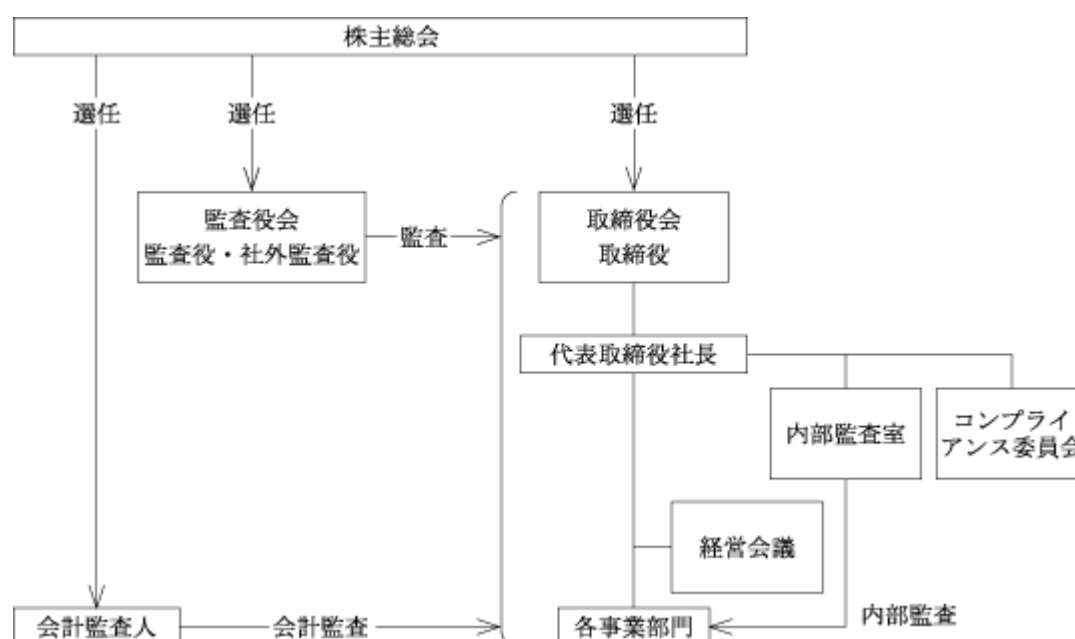 株主総会
選任
選任
選任
監査役会
監査役・社外監査役
監査
取締役会
取締役
代表取締役社長
内部監査室
コンプライ
アンス委員会
経営会議
会計監査人
会計監査
各事業部門
内部監査